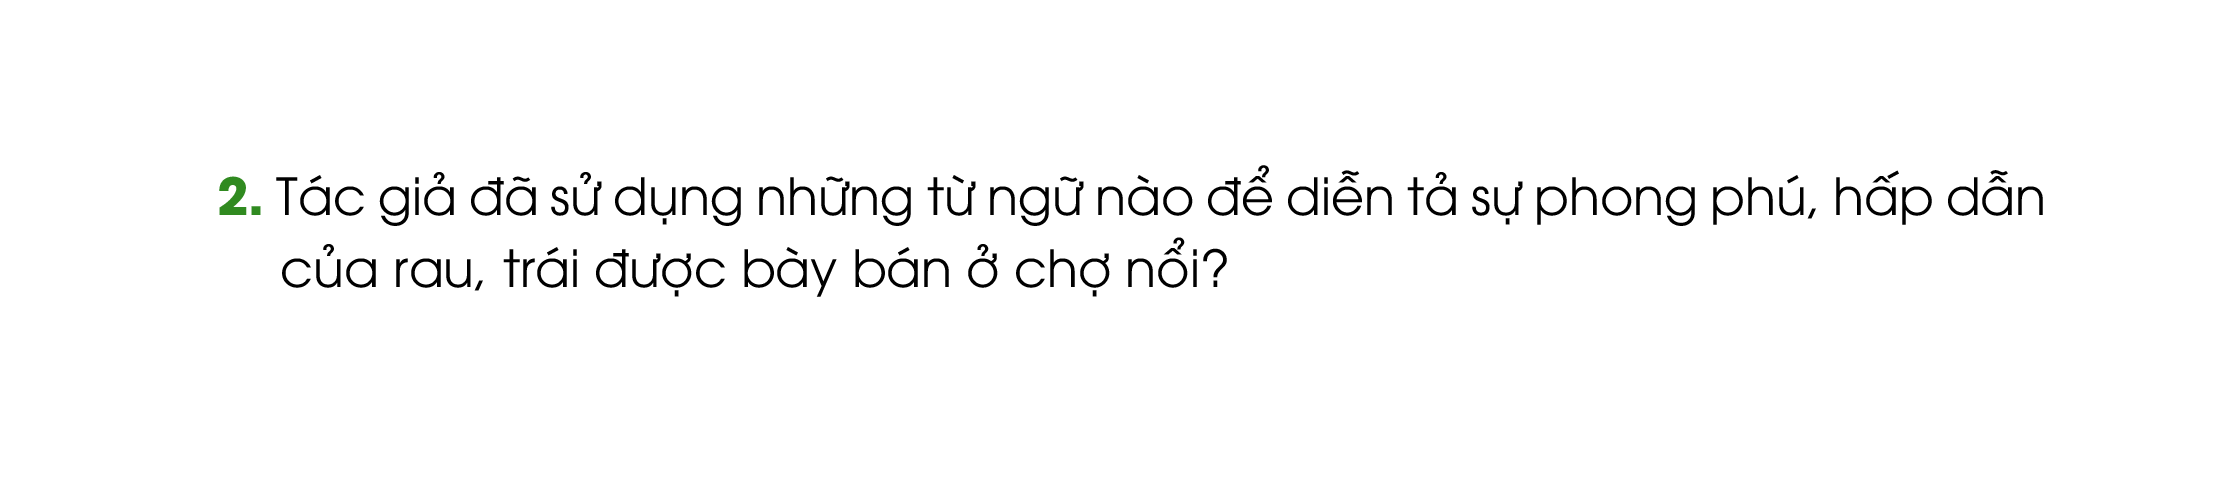 2. Tác giả đã sử dụng những từ ngữ nào để diễn tả sự phong phú, hấp dẫn
của rau, trái được bày bán ở chợ nổi?